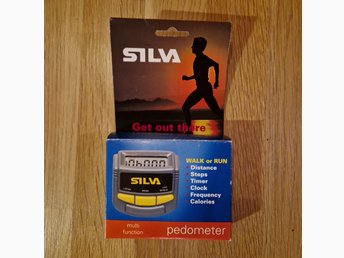 SILVA
Get out there
WALK or RUN
Distance
Steps
Timer
Clock
Frequency
Calories
SILVA
multi
function
pedometer